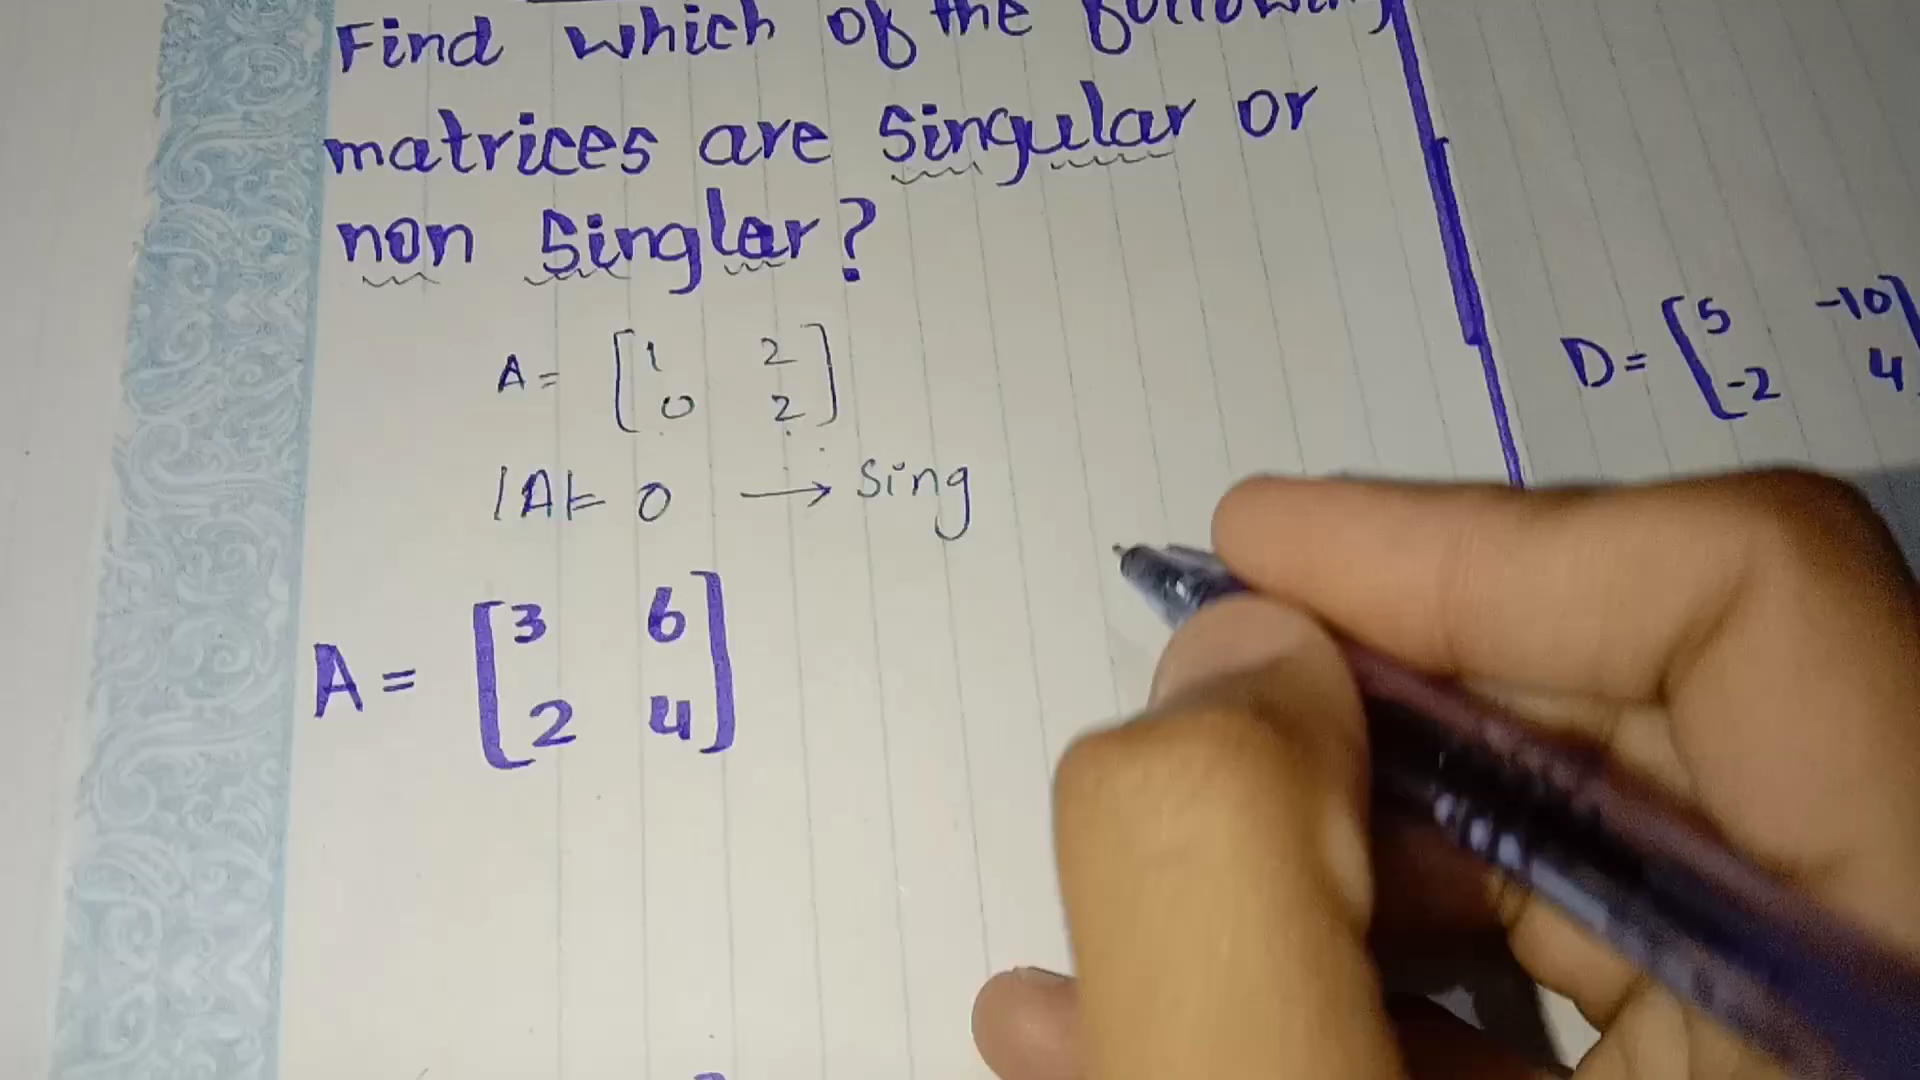 Find which of the following
matrices are singular or
non singlar?
A = [1 2
0 2]
|A|= 0 → sing
A = [3 6
2 4]
D = [5 -10]
-2 4